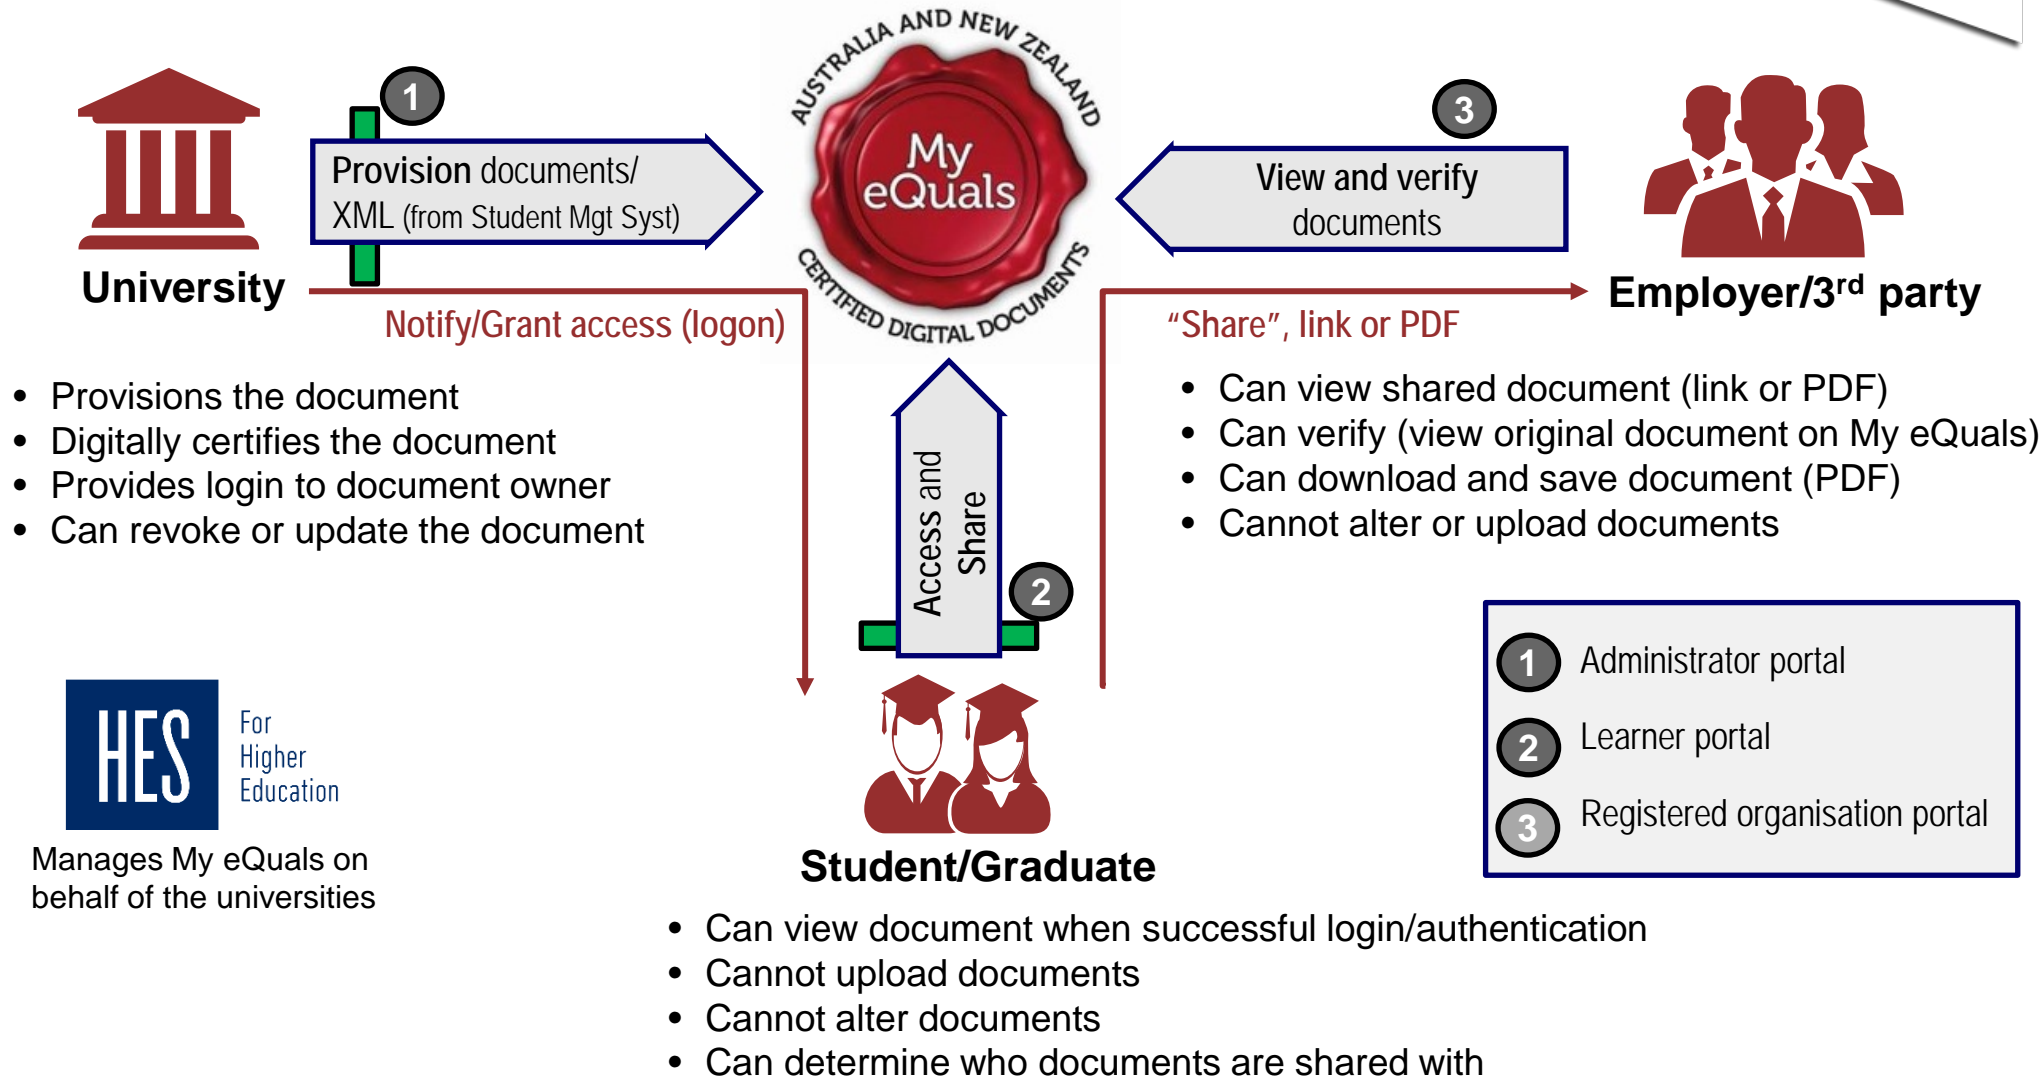 AUSTRALIA AND NEW ZEALAND
My
eQuals
CERTIFIED DIGITAL DOCUMENTS
1
Provision documents/
XML (from Student Mgt Syst)
3
View and verify
documents
University
Employer/3rd party
Notify/Grant access (logon)
“Share”, link or PDF
• Provisions the document
• Digitally certifies the document
• Provides login to document owner
• Can revoke or update the document
• Can view shared document (link or PDF)
• Can verify (view original document on My eQuals)
• Can download and save document (PDF)
• Cannot alter or upload documents
Access and
Share
2
1 Administrator portal
2 Learner portal
3 Registered organisation portal
HES
For
Higher
Education
Manages My eQuals on
behalf of the universities
Student/Graduate
• Can view document when successful login/authentication
• Cannot upload documents
• Cannot alter documents
• Can determine who documents are shared with